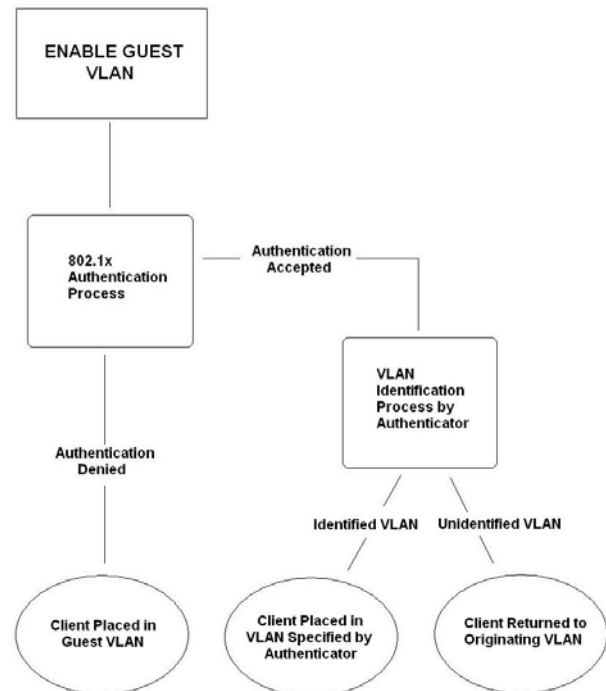 ENABLE GUEST
VLAN
802.1x
Authentication
Process
Authentication
Accepted
VLAN
Identification
Process by
Authenticator
Authentication
Denied
Identified VLAN
Unidentified VLAN
Client Placed in
Guest VLAN
Client Placed in
VLAN Specified by
Authenticator
Client Returned to
Originating VLAN